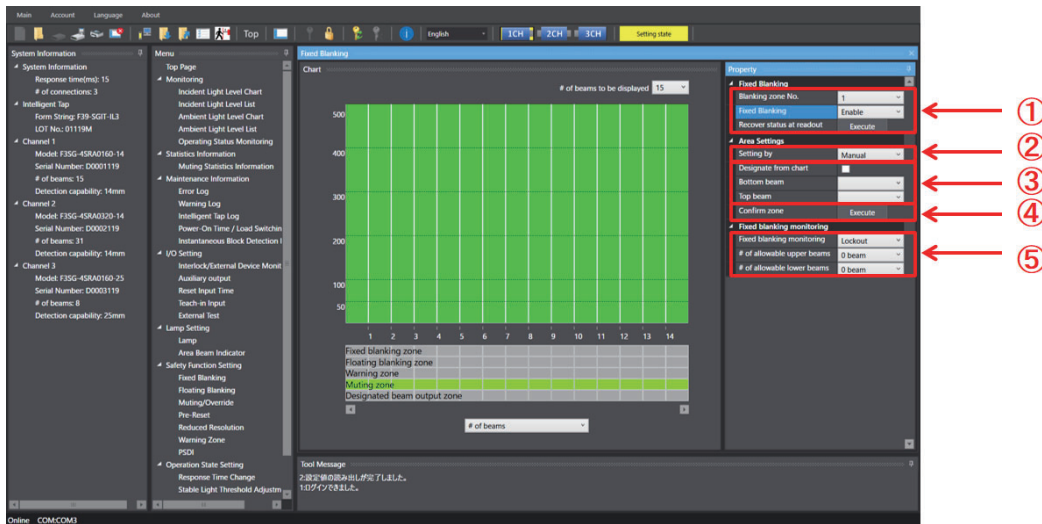 Main Account Language About
Top English 1CH 2CH 3CH Setting state
System Information
System Information
Response time(ms): 15
# of connections: 3
Intelligent Tap
Form String: F39-SGIT-IL3
LOT No.: 01119M
Channel 1
Model: F3SG-4SRA0160-14
Serial Number: D0001119
# of beams: 15
Detection capability: 14mm
Channel 2
Model: F3SG-4SRA0320-14
Serial Number: D0002119
# of beams: 31
Detection capability: 14mm
Channel 3
Model: F3SG-4SRA0160-25
Serial Number: D0003119
# of beams: 8
Detection capability: 25mm
Menu
Top Page
Monitoring
Incident Light Level Chart
Incident Light Level List
Ambient Light Level Chart
Ambient Light Level List
Operating Status Monitoring
Statistics Information
Muting Statistics Information
Maintenance Information
Error Log
Warning Log
Intelligent Tap Log
Power-On Time / Load Switchin
Instantaneous Block Detection I
I/O Setting
Interlock/External Device Monit
Auxiliary output
Reset Input Time
Teach-in Input
External Test
Lamp Setting
Lamp
Area Beam Indicator
Safety Function Setting
Fixed Blanking
Floating Blanking
Muting/Override
Pre-Reset
Reduced Resolution
Warning Zone
PSDI
Operation State Setting
Response Time Change
Stable Light Threshold Adjustm
Fixed Blanking
Chart
# of beams to be displayed 15
500
400
300
200
100
50
1 2 3 4 5 6 7 8 9 10 11 12 13 14
Fixed blanking zone
Floating blanking zone
Warning zone
Muting zone
Designated beam output zone
# of beams
Property
Fixed Blanking
Blanking zone No. 1
Fixed Blanking Enable
Recover status at readout Execute
Area Settings
Setting by Manual
Designate from chart
Bottom beam
Top beam
Confirm zone Execute
Fixed blanking monitoring
Fixed blanking monitoring Lockout
# of allowable upper beams 0 beam
# of allowable lower beams 0 beam
①
②
③
④
⑤
Tool Message
2:設定値の読み出しが完了しました。
1:ログインできました。
Online COM:COM3